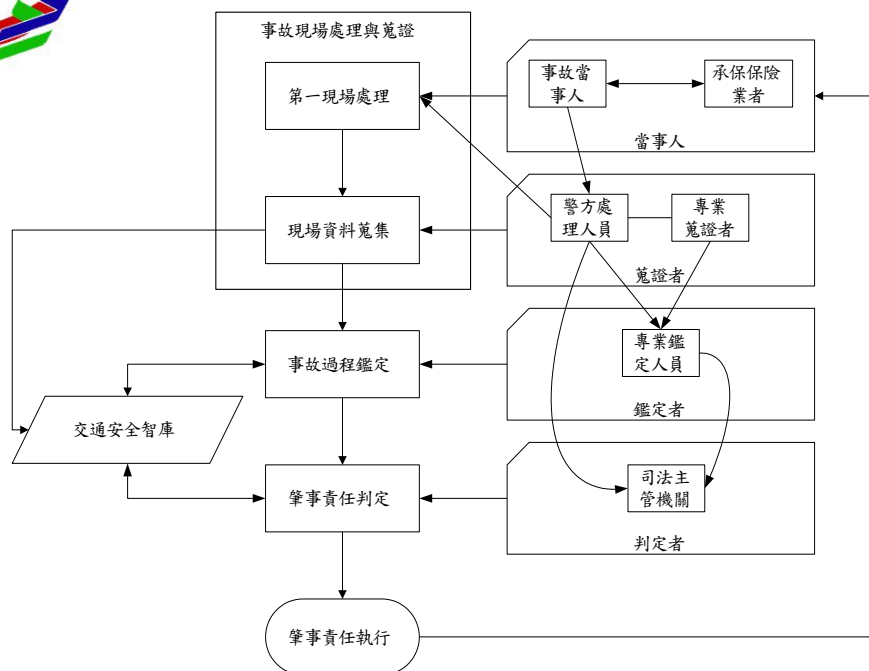 事故現場處理與蒐證
第一現場處理
事故當
事人
承保保險
業者
當事人
現場資料蒐集
警方處
理人員
專業
蒐證者
蒐證者
事故過程鑑定
專業鑑
定人員
鑑定者
交通安全智庫
肇事責任判定
司法主
管機關
判定者
肇事責任執行